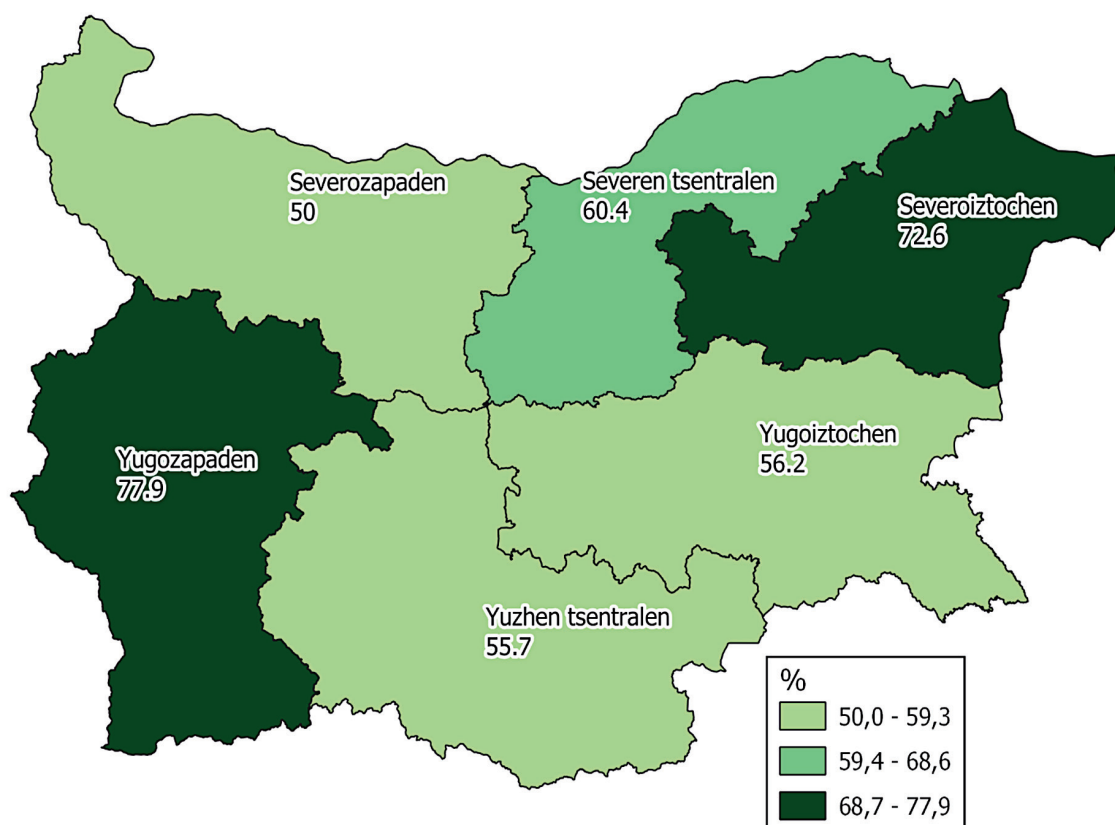 Severozapaden
50
Severen tsentralen
60.4
Severoiztochen
72.6
Yugozapaden
77.9
Yugoiztochen
56.2
Yuzhen tsentralen
55.7
%
50,0 - 59,3
59,4 - 68,6
68,7 - 77,9